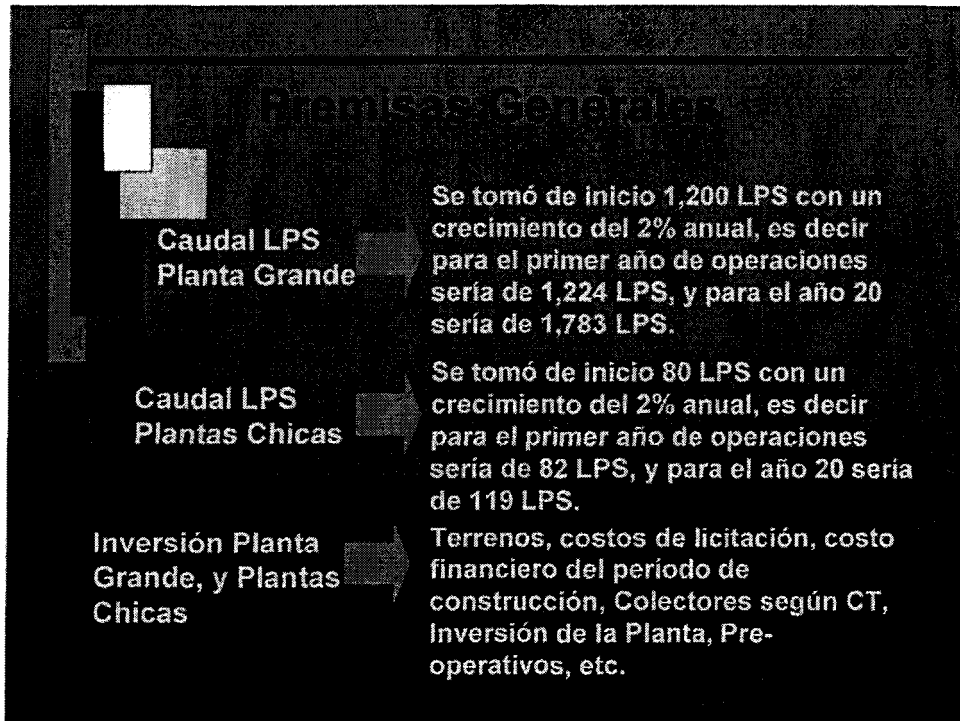 Premisas Generales
Caudal LPS
Planta Grande
Se tomó de inicio 1,200 LPS con un
crecimiento del 2% anual, es decir
para el primer año de operaciones
sería de 1,224 LPS, y para el año 20
sería de 1,783 LPS.
Caudal LPS
Plantas Chicas
Se tomó de inicio 80 LPS con un
crecimiento del 2% anual, es decir
para el primer año de operaciones
sería de 82 LPS, y para el año 20 sería
de 119 LPS.
Inversión Planta
Grande, y Plantas
Chicas
Terrenos, costos de licitación, costo
financiero del período de
construcción, Colectores según CT,
Inversión de la Planta, Pre-
operativos, etc.